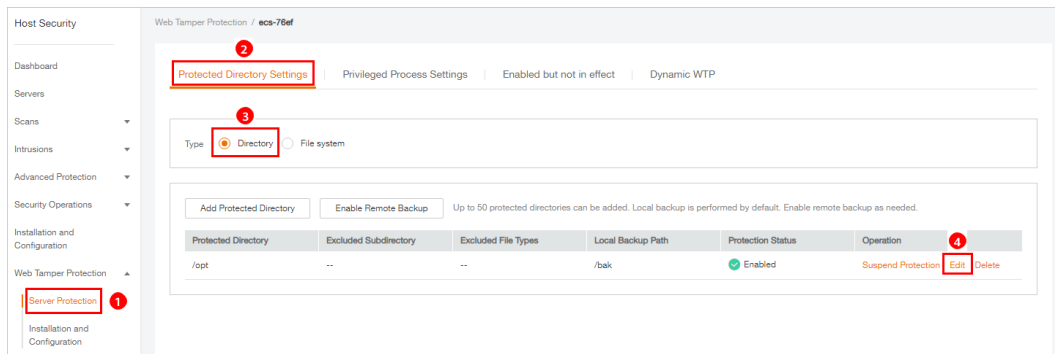 Host Security
Web Tamper Protection / ecs-76ef
2
Dashboard
Protected Directory Settings
Privileged Process Settings
Enabled but not in effect
Dynamic WTP
Servers
3
Scans
Type Directory File system
Intrusions
Advanced Protection
Security Operations
Add Protected Directory
Enable Remote Backup
Up to 50 protected directories can be added. Local backup is performed by default. Enable remote backup as needed.
Installation and
Configuration
Protected Directory Excluded Subdirectory Excluded File Types Local Backup Path Protection Status Operation
4
/opt -- -- /bak Enabled Suspend Protection Edit Delete
Web Tamper Protection
Server Protection
1
Installation and
Configuration